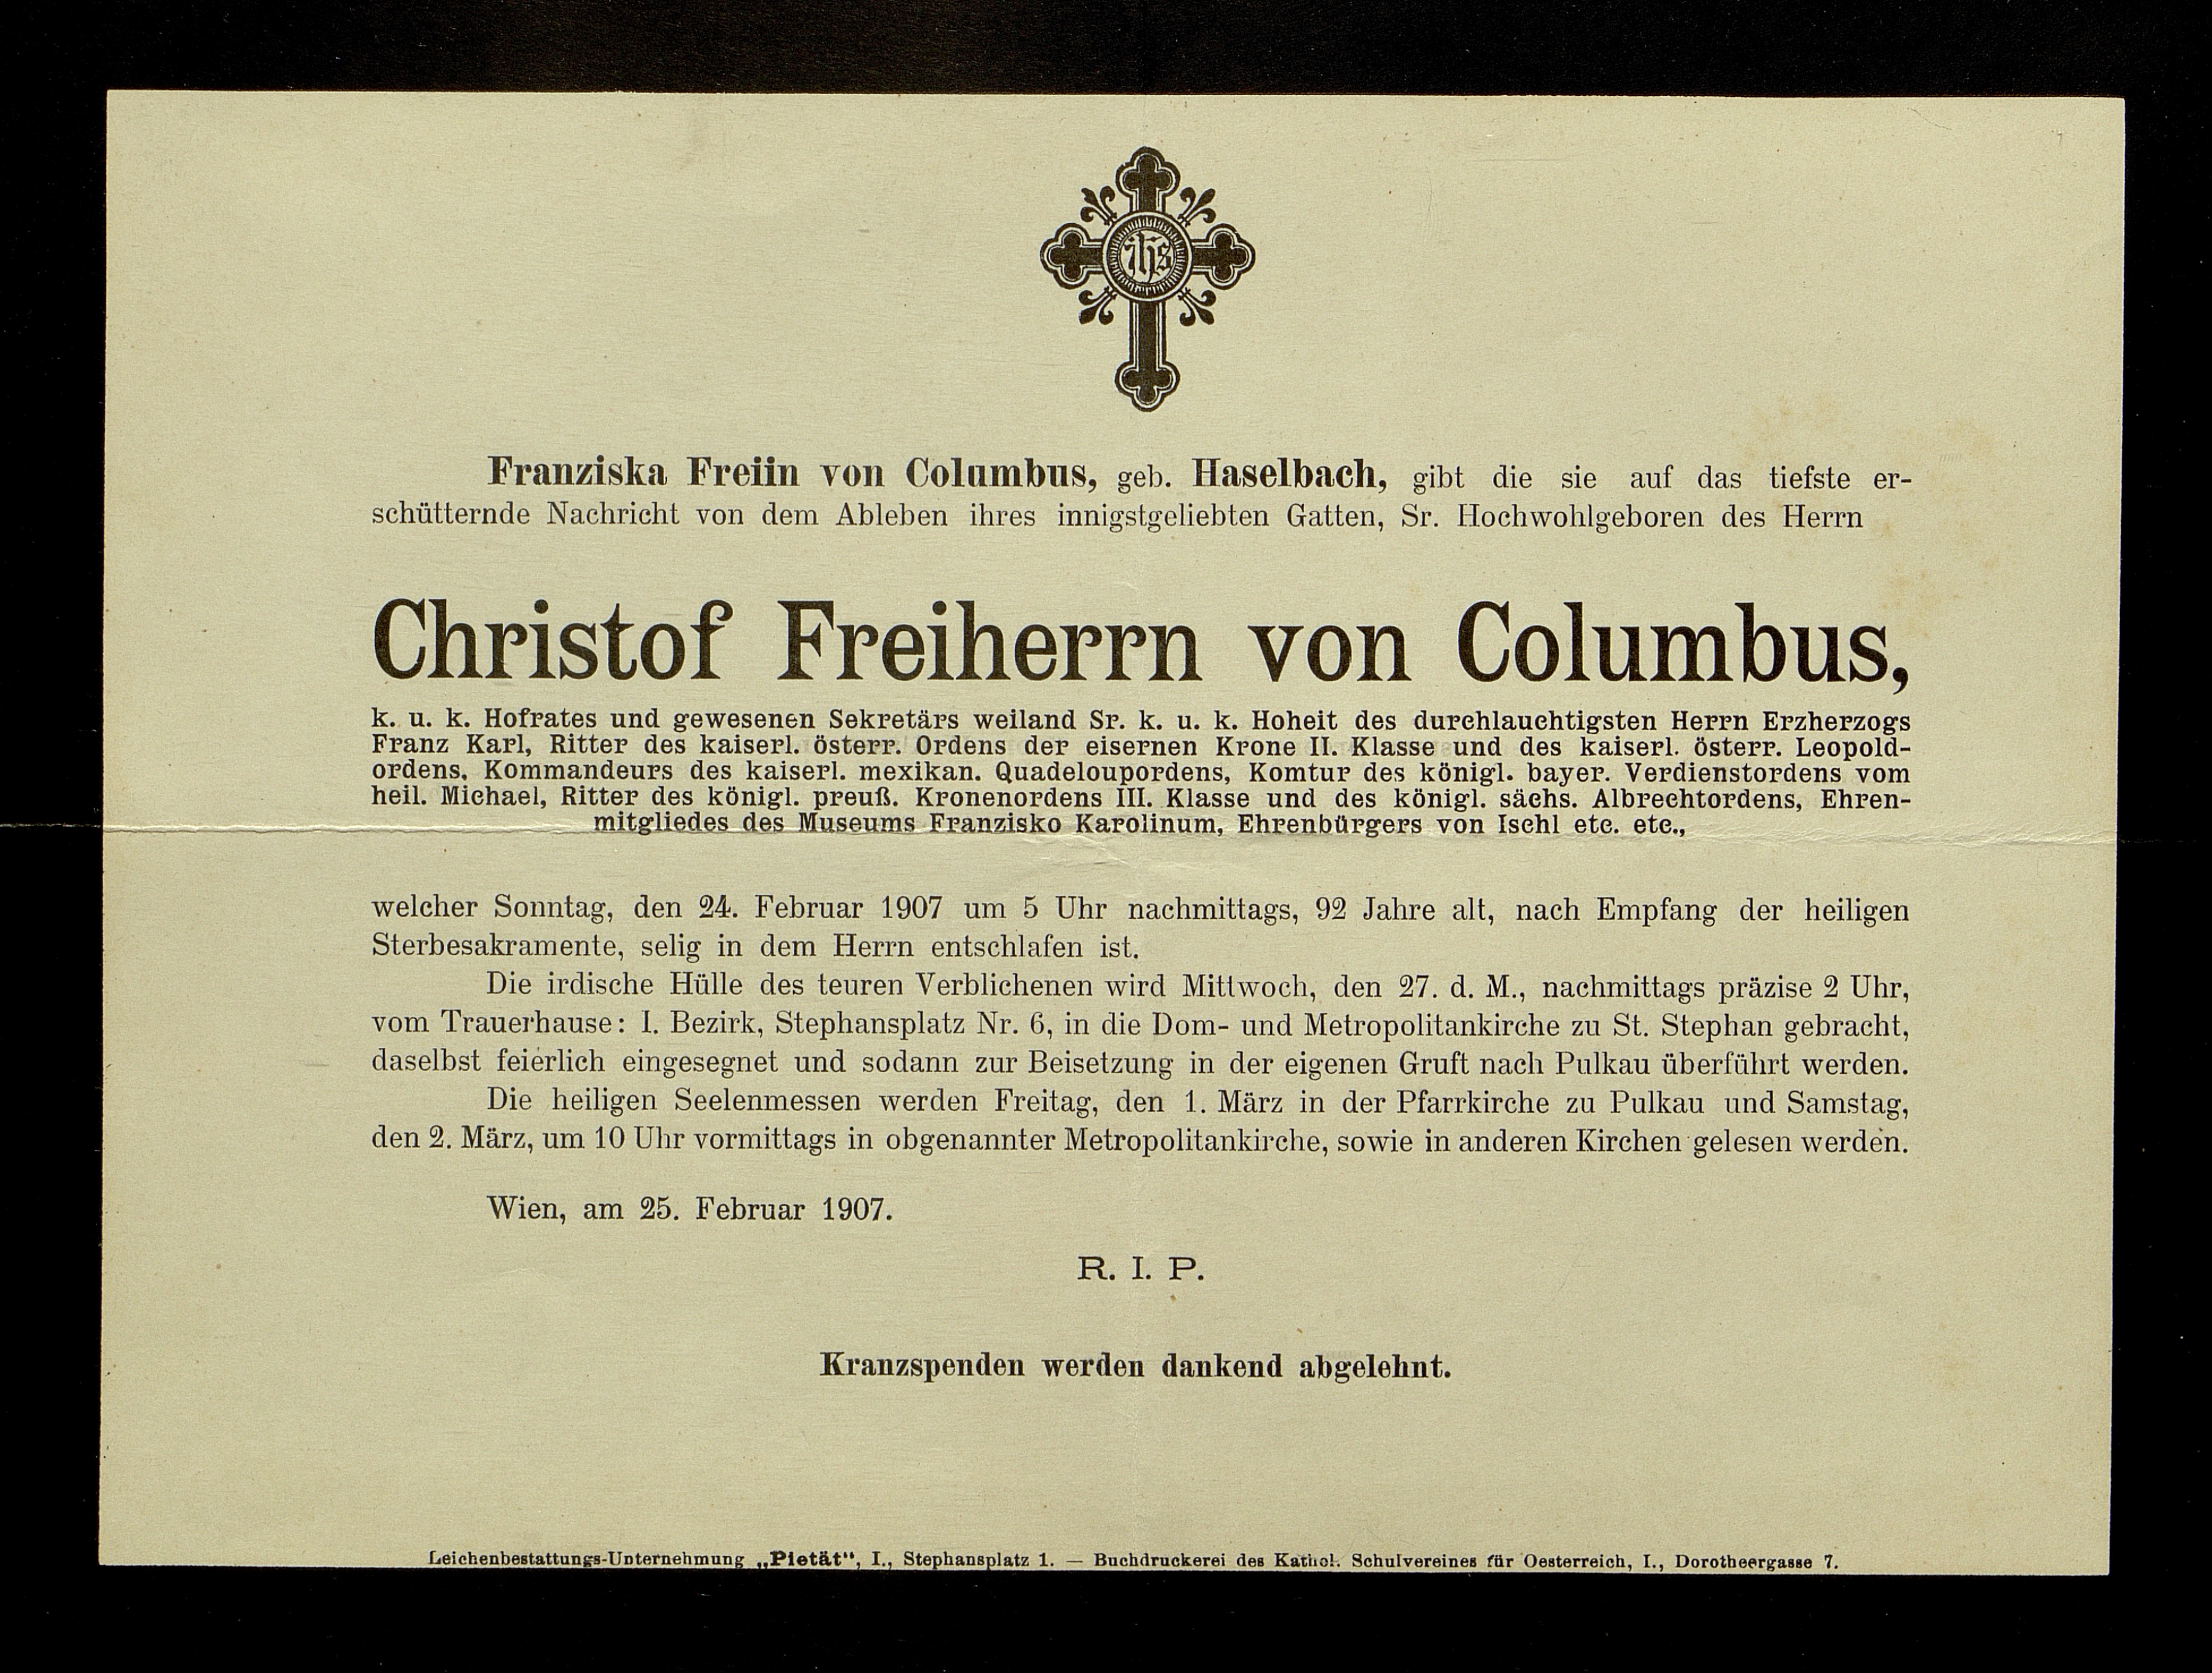 ihs
Franziska Freiin von Columbus, geb. Haselbach, gibt die sie auf das tiefste er-
schütternde Nachricht von dem Ableben ihres innigstgeliebten Gatten, Sr. Hochwohlgeboren des Herrn
Christof Freiherrn von Columbus,
k. u. k. Hofrates und gewesenen Sekretärs weiland Sr. k. u. k. Hoheit des durchlauchtigsten Herrn Erzherzogs
Franz Karl, Ritter des kaiserl. österr. Ordens der eisernen Krone II. Klasse und des kaiserl. österr. Leopold-
ordens, Kommandeurs des kaiserl. mexikan. Quadeloupordens, Komtur des königl. bayer. Verdienstordens vom
heil. Michael, Ritter des königl. preuß. Kronenordens III. Klasse und des königl. sächs. Albrechtordens, Ehren-
mitgliedes des Museums Franzisko Karolinum, Ehrenbürgers von Ischl etc. etc.,
welcher Sonntag, den 24. Februar 1907 um 5 Uhr nachmittags, 92 Jahre alt, nach Empfang der heiligen
Sterbesakramente, selig in dem Herrn entschlafen ist.
Die irdische Hülle des teuren Verblichenen wird Mittwoch, den 27. d. M., nachmittags präzise 2 Uhr,
vom Trauerhause: I. Bezirk, Stephansplatz Nr. 6, in die Dom- und Metropolitankirche zu St. Stephan gebracht,
daselbst feierlich eingesegnet und sodann zur Beisetzung in der eigenen Gruft nach Pulkau überführt werden.
Die heiligen Seelenmessen werden Freitag, den 1. März in der Pfarrkirche zu Pulkau und Samstag,
den 2. März, um 10 Uhr vormittags in obgenannter Metropolitankirche, sowie in anderen Kirchen gelesen werden.
Wien, am 25. Februar 1907.
R. I. P.
Kranzspenden werden dankend abgelehnt.
Leichenbestattungs-Unternehmung „Pietät“, I., Stephansplatz 1. — Buchdruckerei des Kathol. Schulvereines für Oesterreich, I., Dorotheergasse 7.